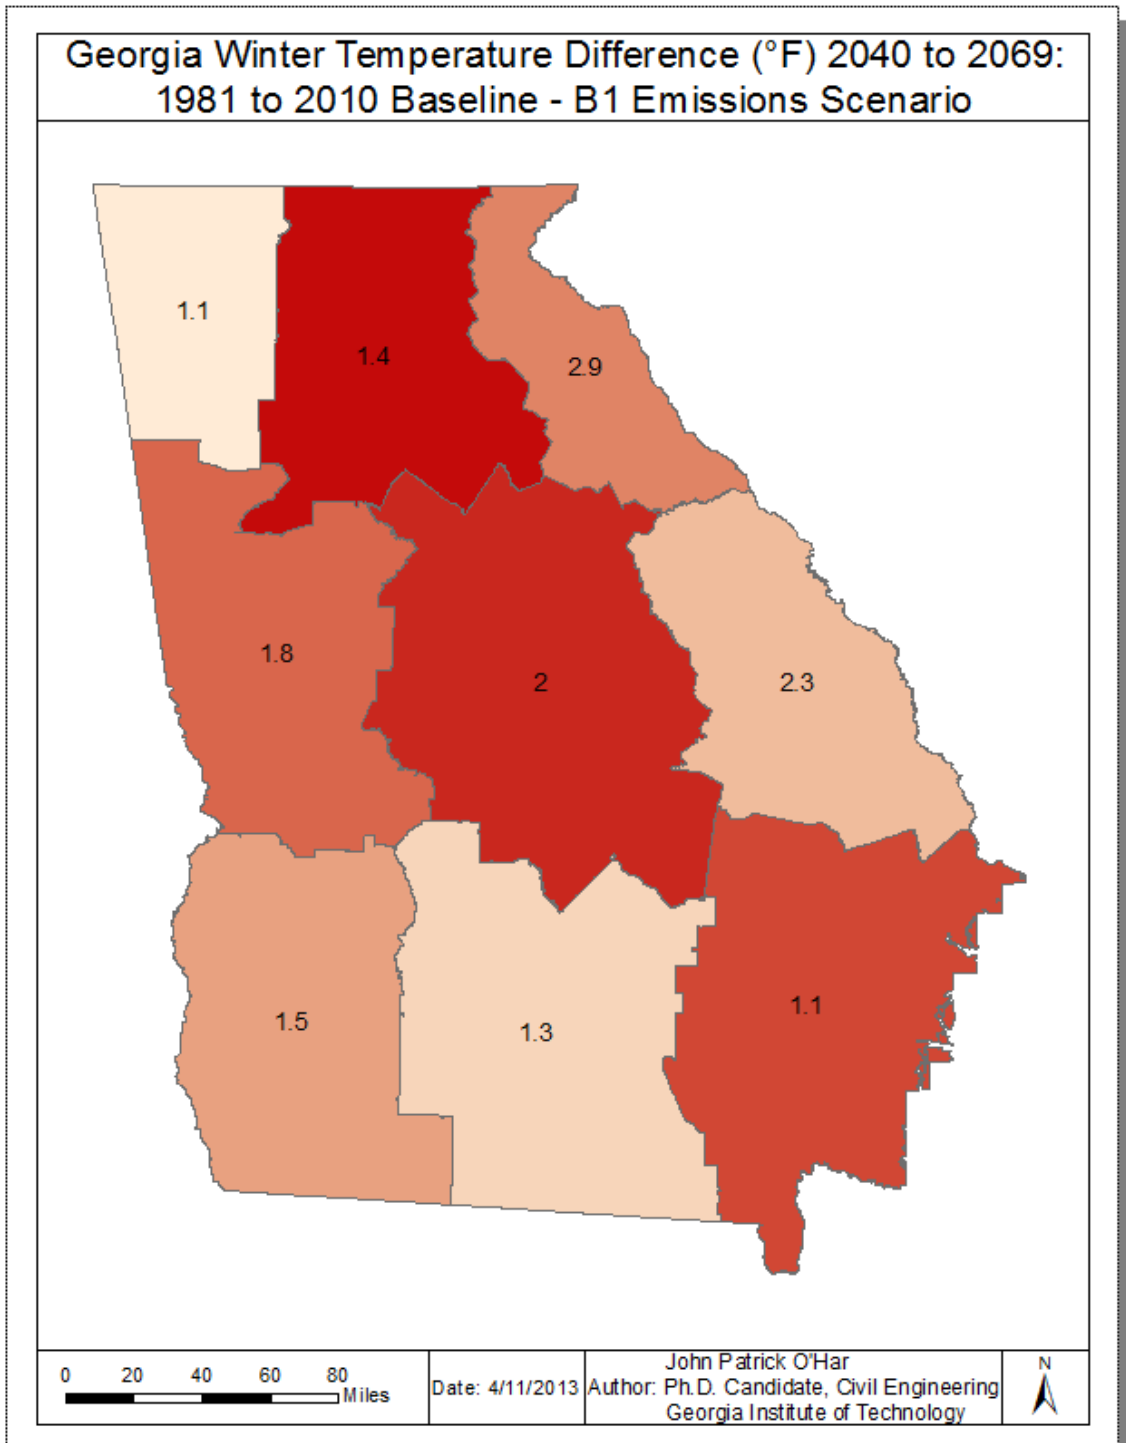 Georgia Winter Temperature Difference (°F) 2040 to 2069:
1981 to 2010 Baseline - B1 Emissions Scenario
1.1
1.4
2.9
1.8
2
2.3
1.5
1.3
1.1
0 20 40 60 80
Miles
Date: 4/11/2013
John Patrick O'Har
Author: Ph.D. Candidate, Civil Engineering
Georgia Institute of Technology
N